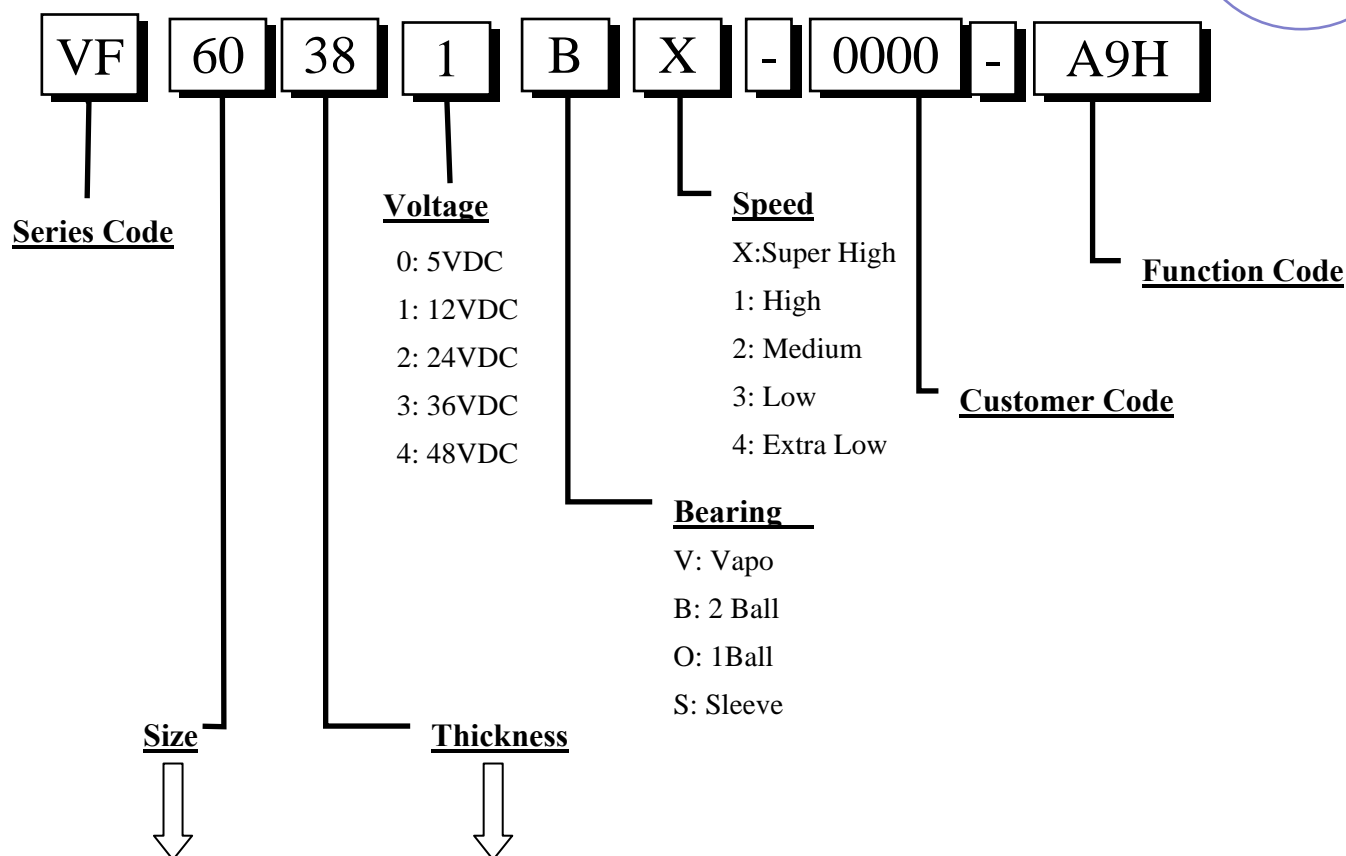 VF 60 38 1 B X - 0000 - A9H
Series Code
Voltage
0: 5VDC
1: 12VDC
2: 24VDC
3: 36VDC
4: 48VDC
Speed
X:Super High
1: High
2: Medium
3: Low
4: Extra Low
Function Code
Customer Code
Bearing
V: Vapo
B: 2 Ball
O: 1Ball
S: Sleeve
Size
Thickness